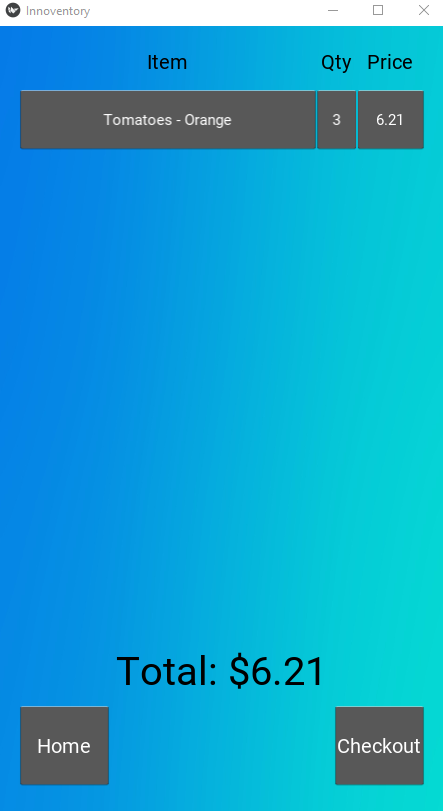 Innoventory
Item Qty Price
Tomatoes - Orange 3 6.21
Total: $6.21
Home Checkout